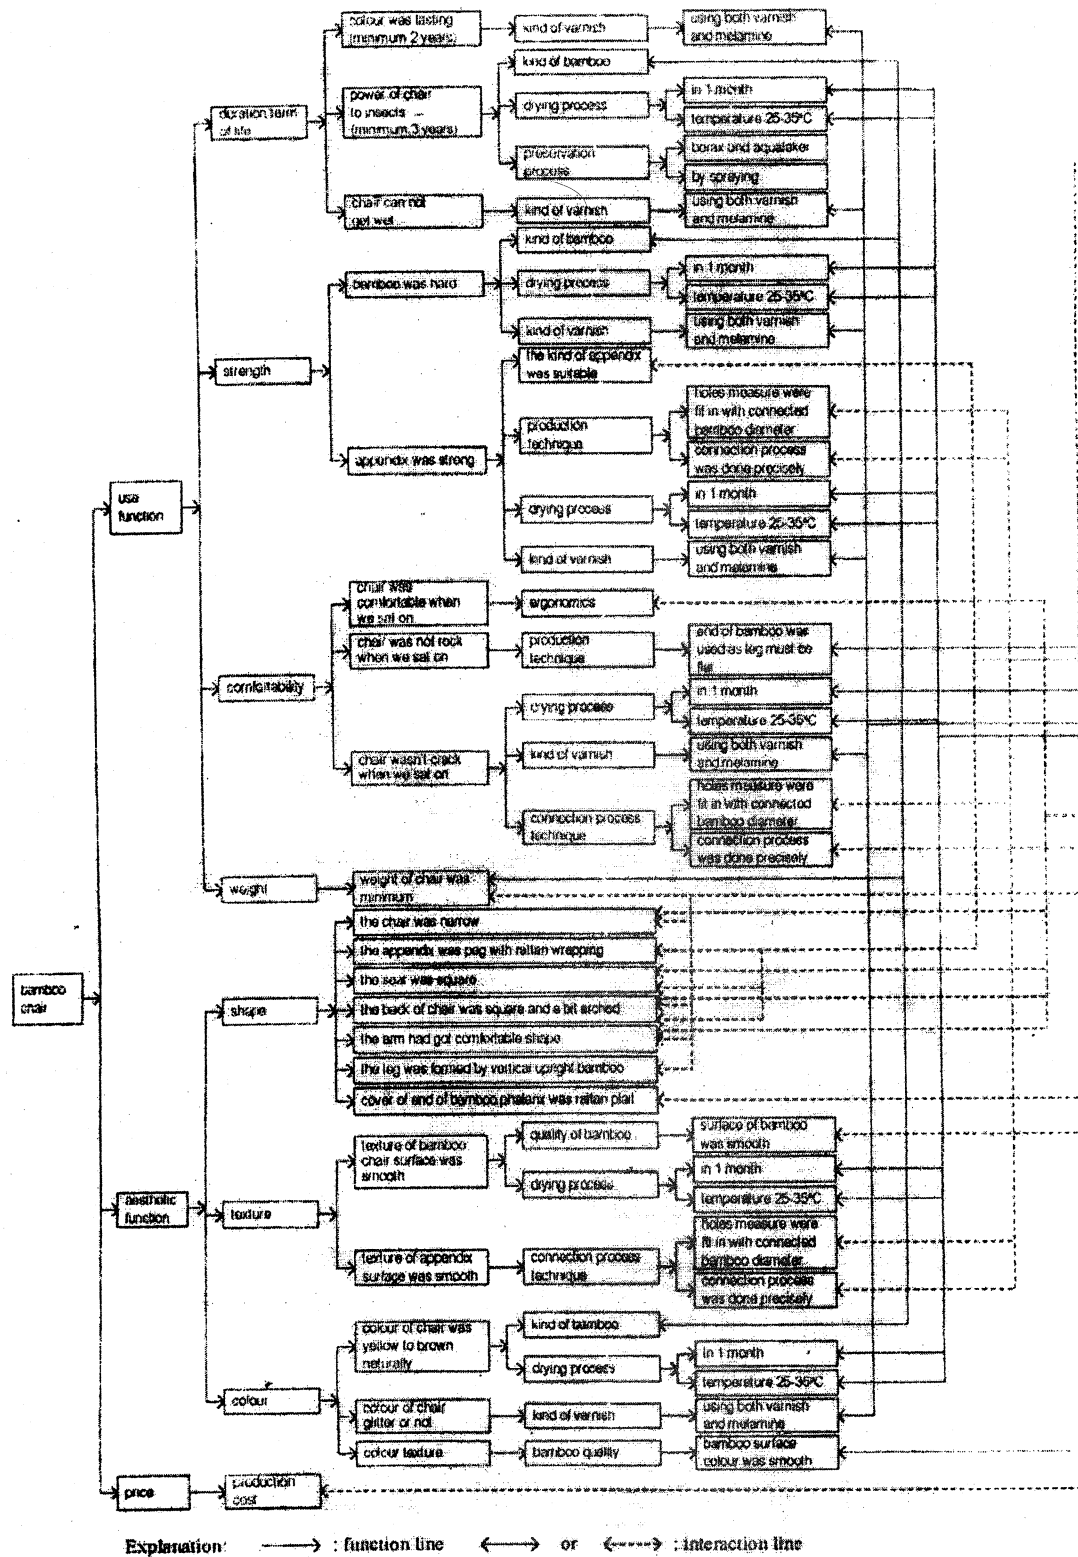 colour was lasting
(minimum 2 years)
kind of varnish
using both varnish
and melamine
kind of bamboo
duration term
of life
power of chair
to insects
(minimum 3 years)
drying process
in 1 month
temperature 25-35°C
preservation
process
borax und aqualaker
by spraying
chair can not
get wet
kind of varnish
using both varnish
and melamine
kind of bamboo
bamboo was hard
drying process
in 1 month
temperature 25-35°C
kind of varnish
using both varnish
and melamine
strength
the kind of appendix
was suitable
production
technique
holes measure were
fit in with connected
bamboo diameter
connection process
was done precisely
appendix was strong
use
function
drying process
in 1 month
temperature 25-35°C
kind of varnish
using both varnish
and melamine
chair was
comfortable when
we sat on
ergonomics
chair was not rock
when we sat on
production
technique
end of bamboo was
used as leg must be
flat
comfortability
drying process
in 1 month
temperature 25-35°C
chair wasn't crack
when we sat on
kind of varnish
using both varnish
and melamine
connection process
technique
holes measure were
fit in with connected
bamboo diameter
connection process
was done precisely
weight
weight of chair was
minimum
the chair was narrow
the appendix was peg with rattan wrapping
the seat was square
bamboo
chair
shape
the back of chair was square and a bit arched
the arm had got comfortable shape
the leg was formed by vertical upright bamboo
cover of end of bamboo phalanx was rattan plait
texture of bamboo
chair surface was
smooth
quality of bamboo
surface of bamboo
was smooth
drying process
in 1 month
temperature 25-35°C
aesthetic
function
texture
texture of appendix
surface was smooth
connection process
technique
holes measure were
fit in with connected
bamboo diameter
connection process
was done precisely
colour of chair was
yellow to brown
naturally
kind of bamboo
drying process
in 1 month
temperature 25-35°C
colour
colour of chair
glitter or not
kind of varnish
using both varnish
and melamine
colour texture
bamboo quality
bamboo surface
colour was smooth
price
production
cost
Explanation: : function line or : interaction line